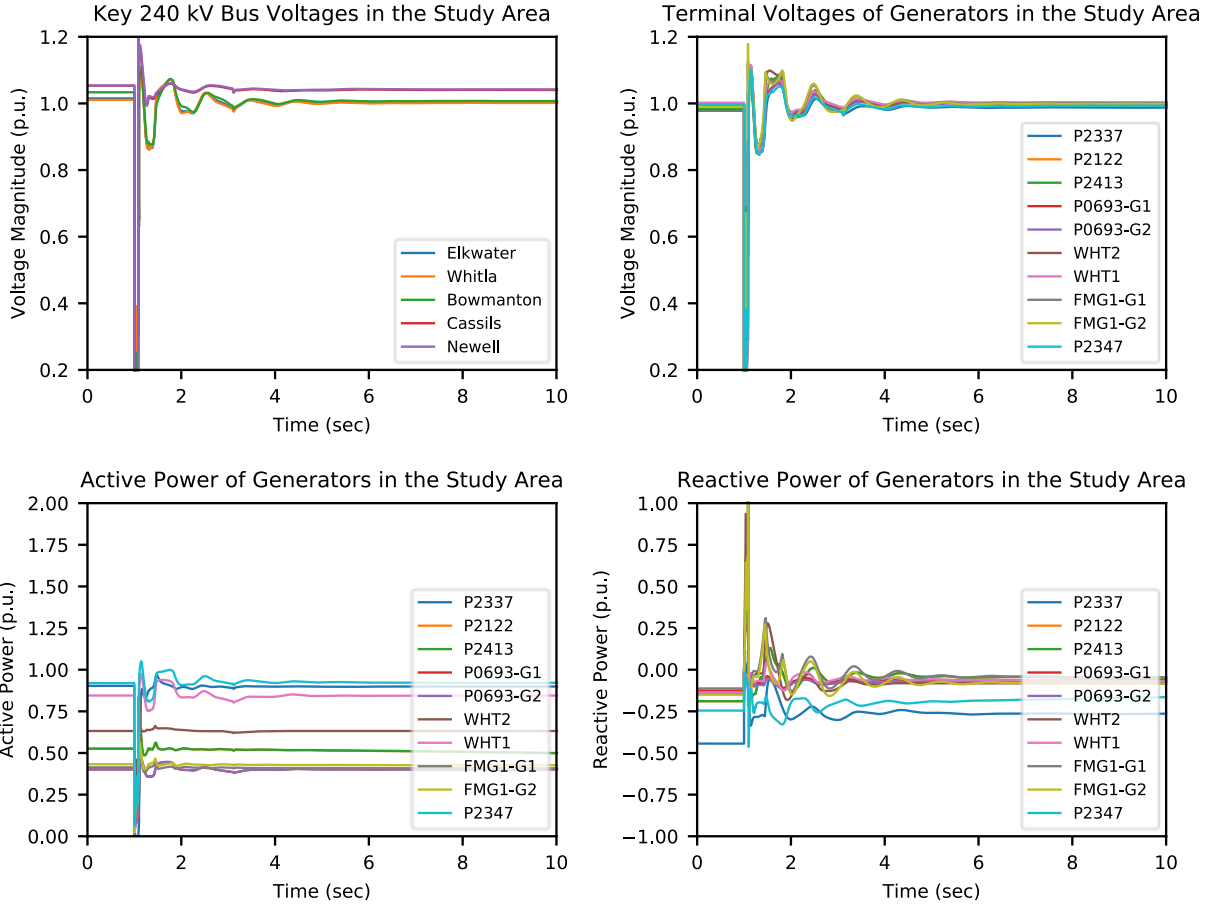 Key 240 kV Bus Voltages in the Study Area
1.2
1.0
0.8
0.6
0.4
0.2
Voltage Magnitude (p.u.)
Elkwater
Whitla
Bowmanton
Cassils
Newell
0 2 4 6 8 10
Time (sec)
Terminal Voltages of Generators in the Study Area
1.2
1.0
0.8
0.6
0.4
0.2
Voltage Magnitude (p.u.)
P2337
P2122
P2413
P0693-G1
P0693-G2
WHT2
WHT1
FMG1-G1
FMG1-G2
P2347
0 2 4 6 8 10
Time (sec)
Active Power of Generators in the Study Area
2.00
1.75
1.50
1.25
1.00
0.75
0.50
0.25
0.00
Active Power (p.u.)
P2337
P2122
P2413
P0693-G1
P0693-G2
WHT2
WHT1
FMG1-G1
FMG1-G2
P2347
0 2 4 6 8 10
Time (sec)
Reactive Power of Generators in the Study Area
1.00
0.75
0.50
0.25
0.00
−0.25
−0.50
−0.75
−1.00
Reactive Power (p.u.)
P2337
P2122
P2413
P0693-G1
P0693-G2
WHT2
WHT1
FMG1-G1
FMG1-G2
P2347
0 2 4 6 8 10
Time (sec)